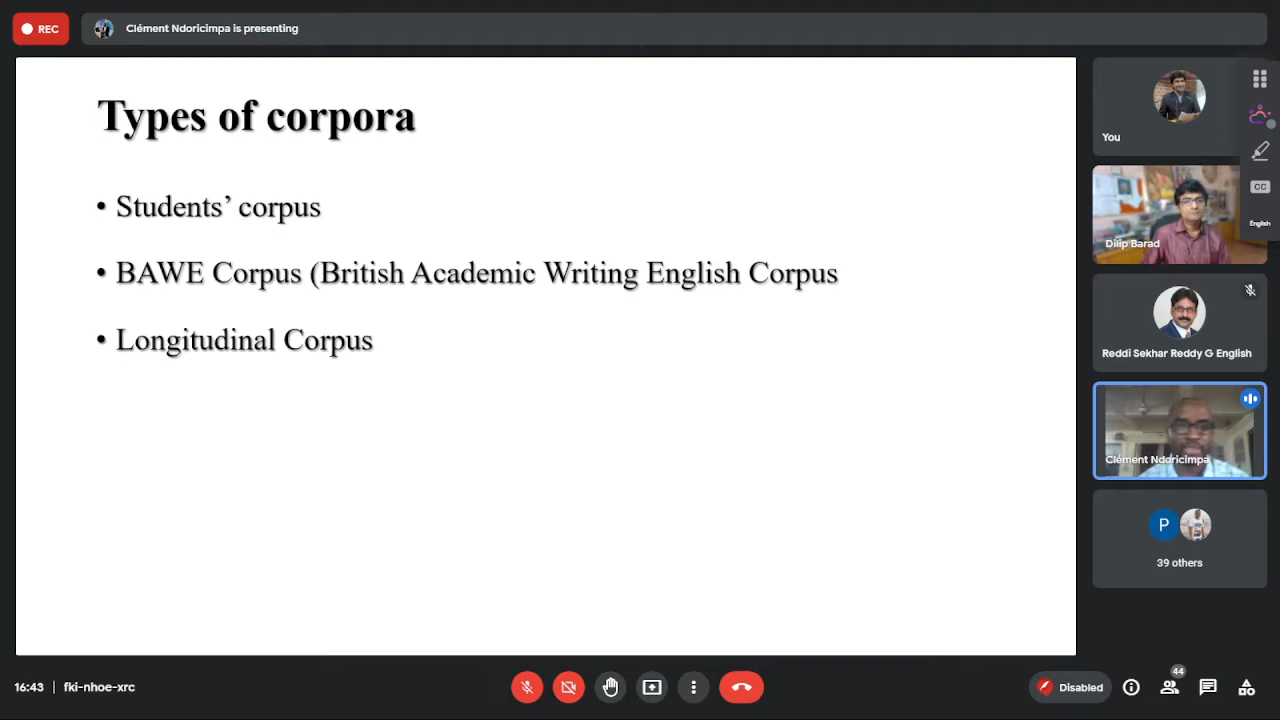 REC
Clément Ndoricimpa is presenting
Types of corpora
• Students’ corpus
• BAWE Corpus (British Academic Writing English Corpus
• Longitudinal Corpus
You
CC
English
Dilip Barad
Reddi Sekhar Reddy G English
Clément Ndoricimpa
P
39 others
16:43 | fki-nhoe-xrc
Disabled
44